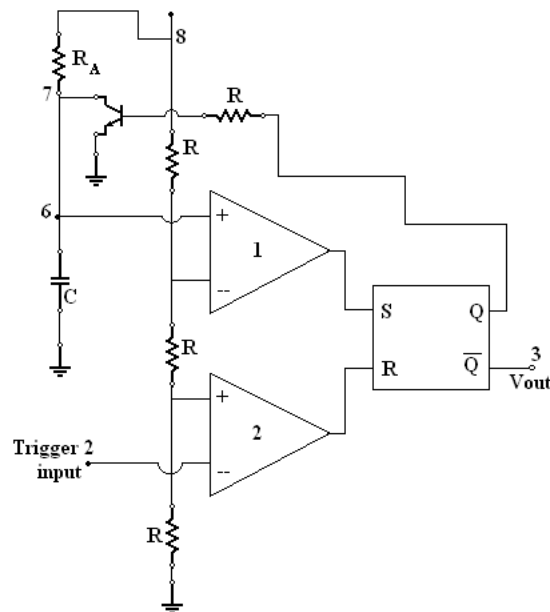 8
R_A
7
R
R
6
+
1
--
C
S
Q
3
R
R
Q̅
Vout
+
2
Trigger 2
input
--
R